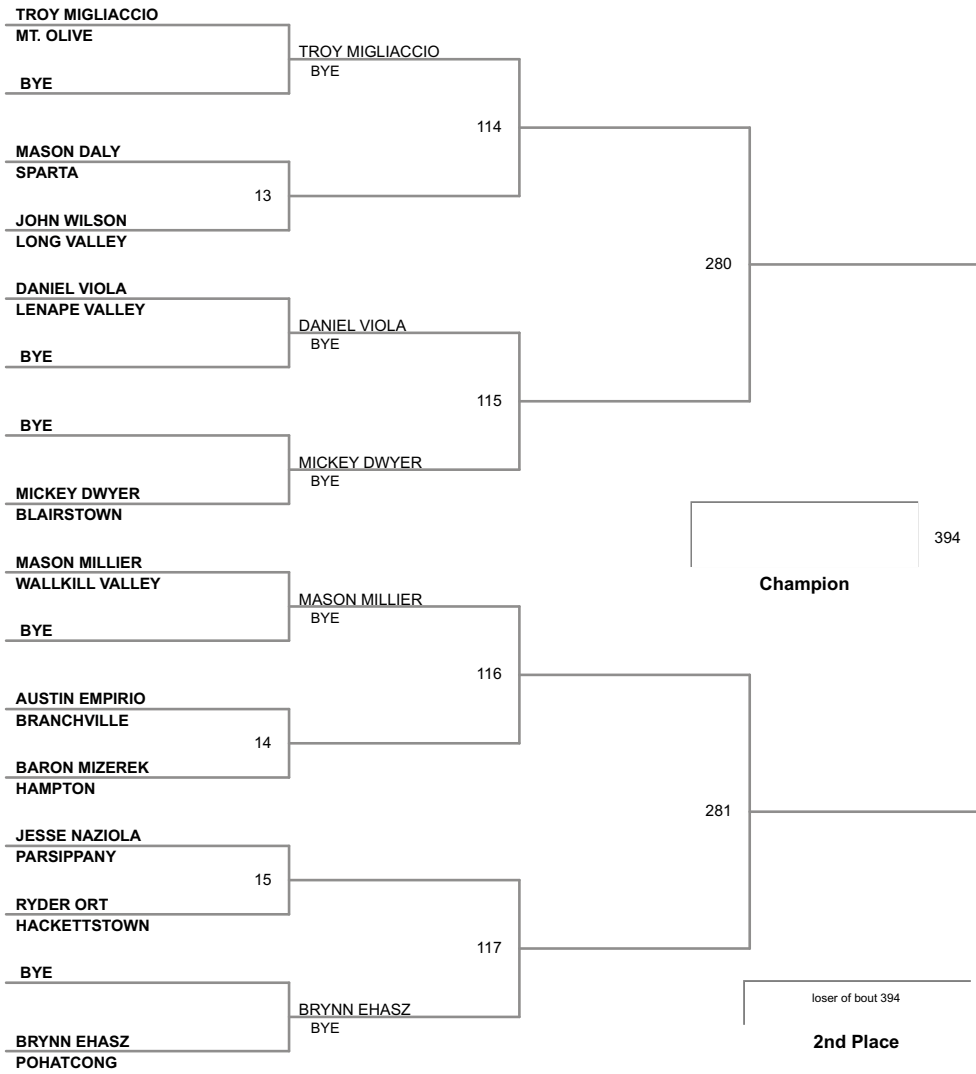 TROY MIGLIACCIO
MT. OLIVE
TROY MIGLIACCIO
BYE
BYE
114
MASON DALY
SPARTA
13
JOHN WILSON
LONG VALLEY
280
DANIEL VIOLA
LENAPE VALLEY
DANIEL VIOLA
BYE
BYE
115
BYE
MICKEY DWYER
BYE
MICKEY DWYER
BLAIRSTOWN
394
Champion
MASON MILLIER
WALLKILL VALLEY
MASON MILLIER
BYE
BYE
116
AUSTIN EMPIRIO
BRANCHVILLE
14
BARON MIZEREK
HAMPTON
281
JESSE NAZIOLA
PARSIPPANY
15
RYDER ORT
HACKETTSTOWN
117
BYE
BRYNN EHASZ
BYE
loser of bout 394
2nd Place
BRYNN EHASZ
POHATCONG